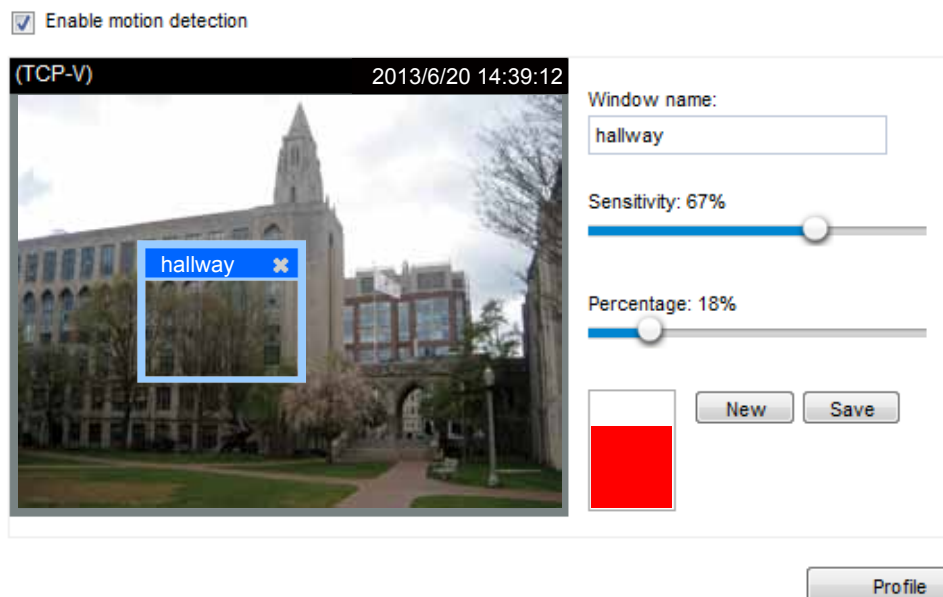 Enable motion detection
(TCP-V) 2013/6/20 14:39:12
Window name:
hallway
Sensitivity: 67%
hallway
Percentage: 18%
New Save
Profile